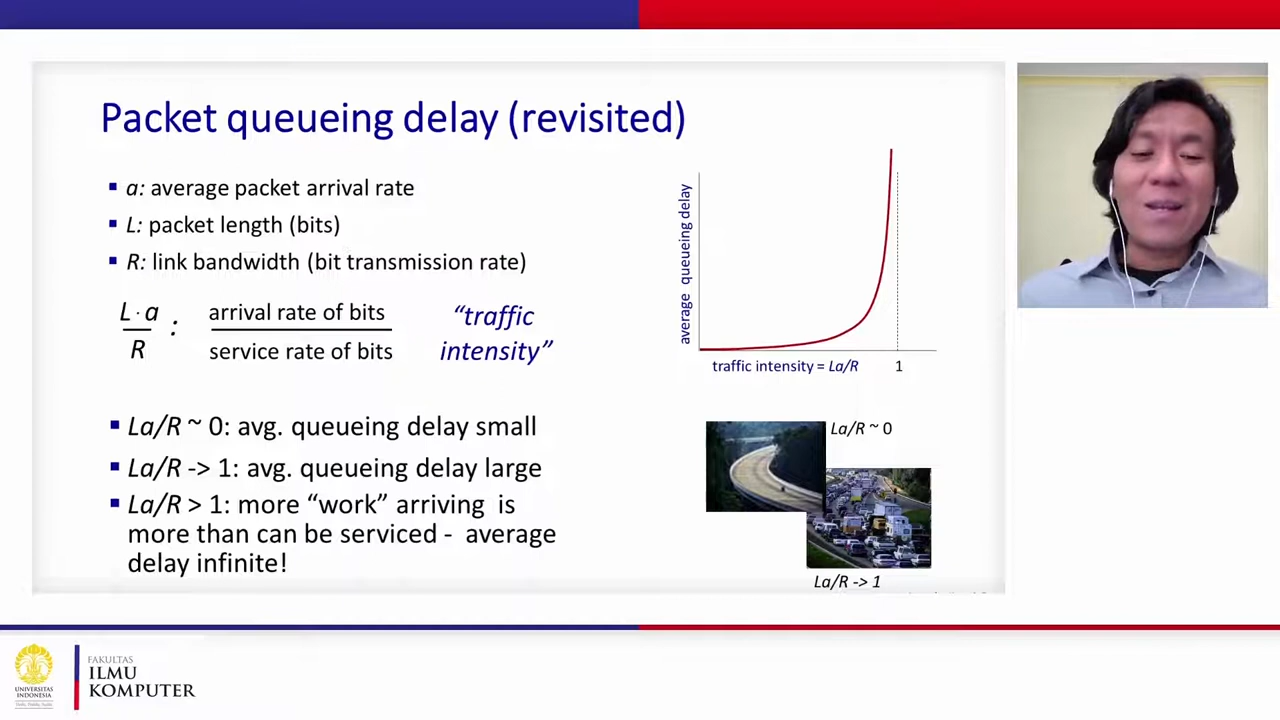 Packet queueing delay (revisited)
▪ a: average packet arrival rate
▪ L: packet length (bits)
▪ R: link bandwidth (bit transmission rate)
L · a
R
:
arrival rate of bits
service rate of bits
“traffic
intensity”
▪ La/R ~ 0: avg. queueing delay small
▪ La/R -> 1: avg. queueing delay large
▪ La/R > 1: more “work” arriving is
more than can be serviced - average
delay infinite!
average queueing delay
traffic intensity = La/R
1
La/R ~ 0
La/R -> 1
UNIVERSITAS
INDONESIA
FAKULTAS
ILMU
KOMPUTER